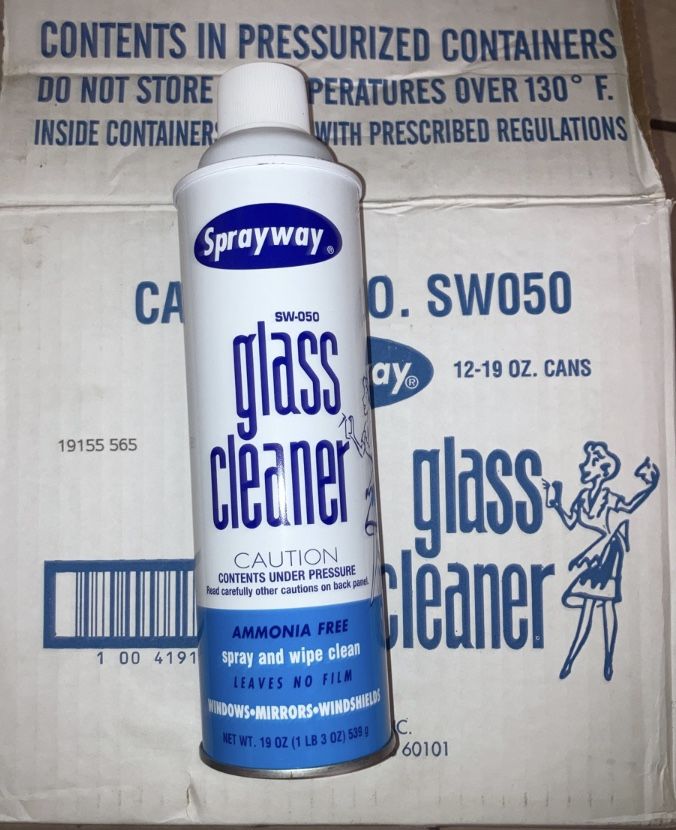 CONTENTS IN PRESSURIZED CONTAINERS
DO NOT STORE PERATURES OVER 130° F.
INSIDE CONTAINER WITH PRESCRIBED REGULATIONS
CA O. SW050
ay®
12-19 OZ. CANS
19155 565
glass
cleaner
1 00 4191
C.
60101
Sprayway®
SW-050
glass
cleaner
CAUTION
CONTENTS UNDER PRESSURE
Read carefully other cautions on back panel.
AMMONIA FREE
spray and wipe clean
LEAVES NO FILM
WINDOWS•MIRRORS•WINDSHIELDS
NET WT. 19 OZ (1 LB 3 OZ) 539 g